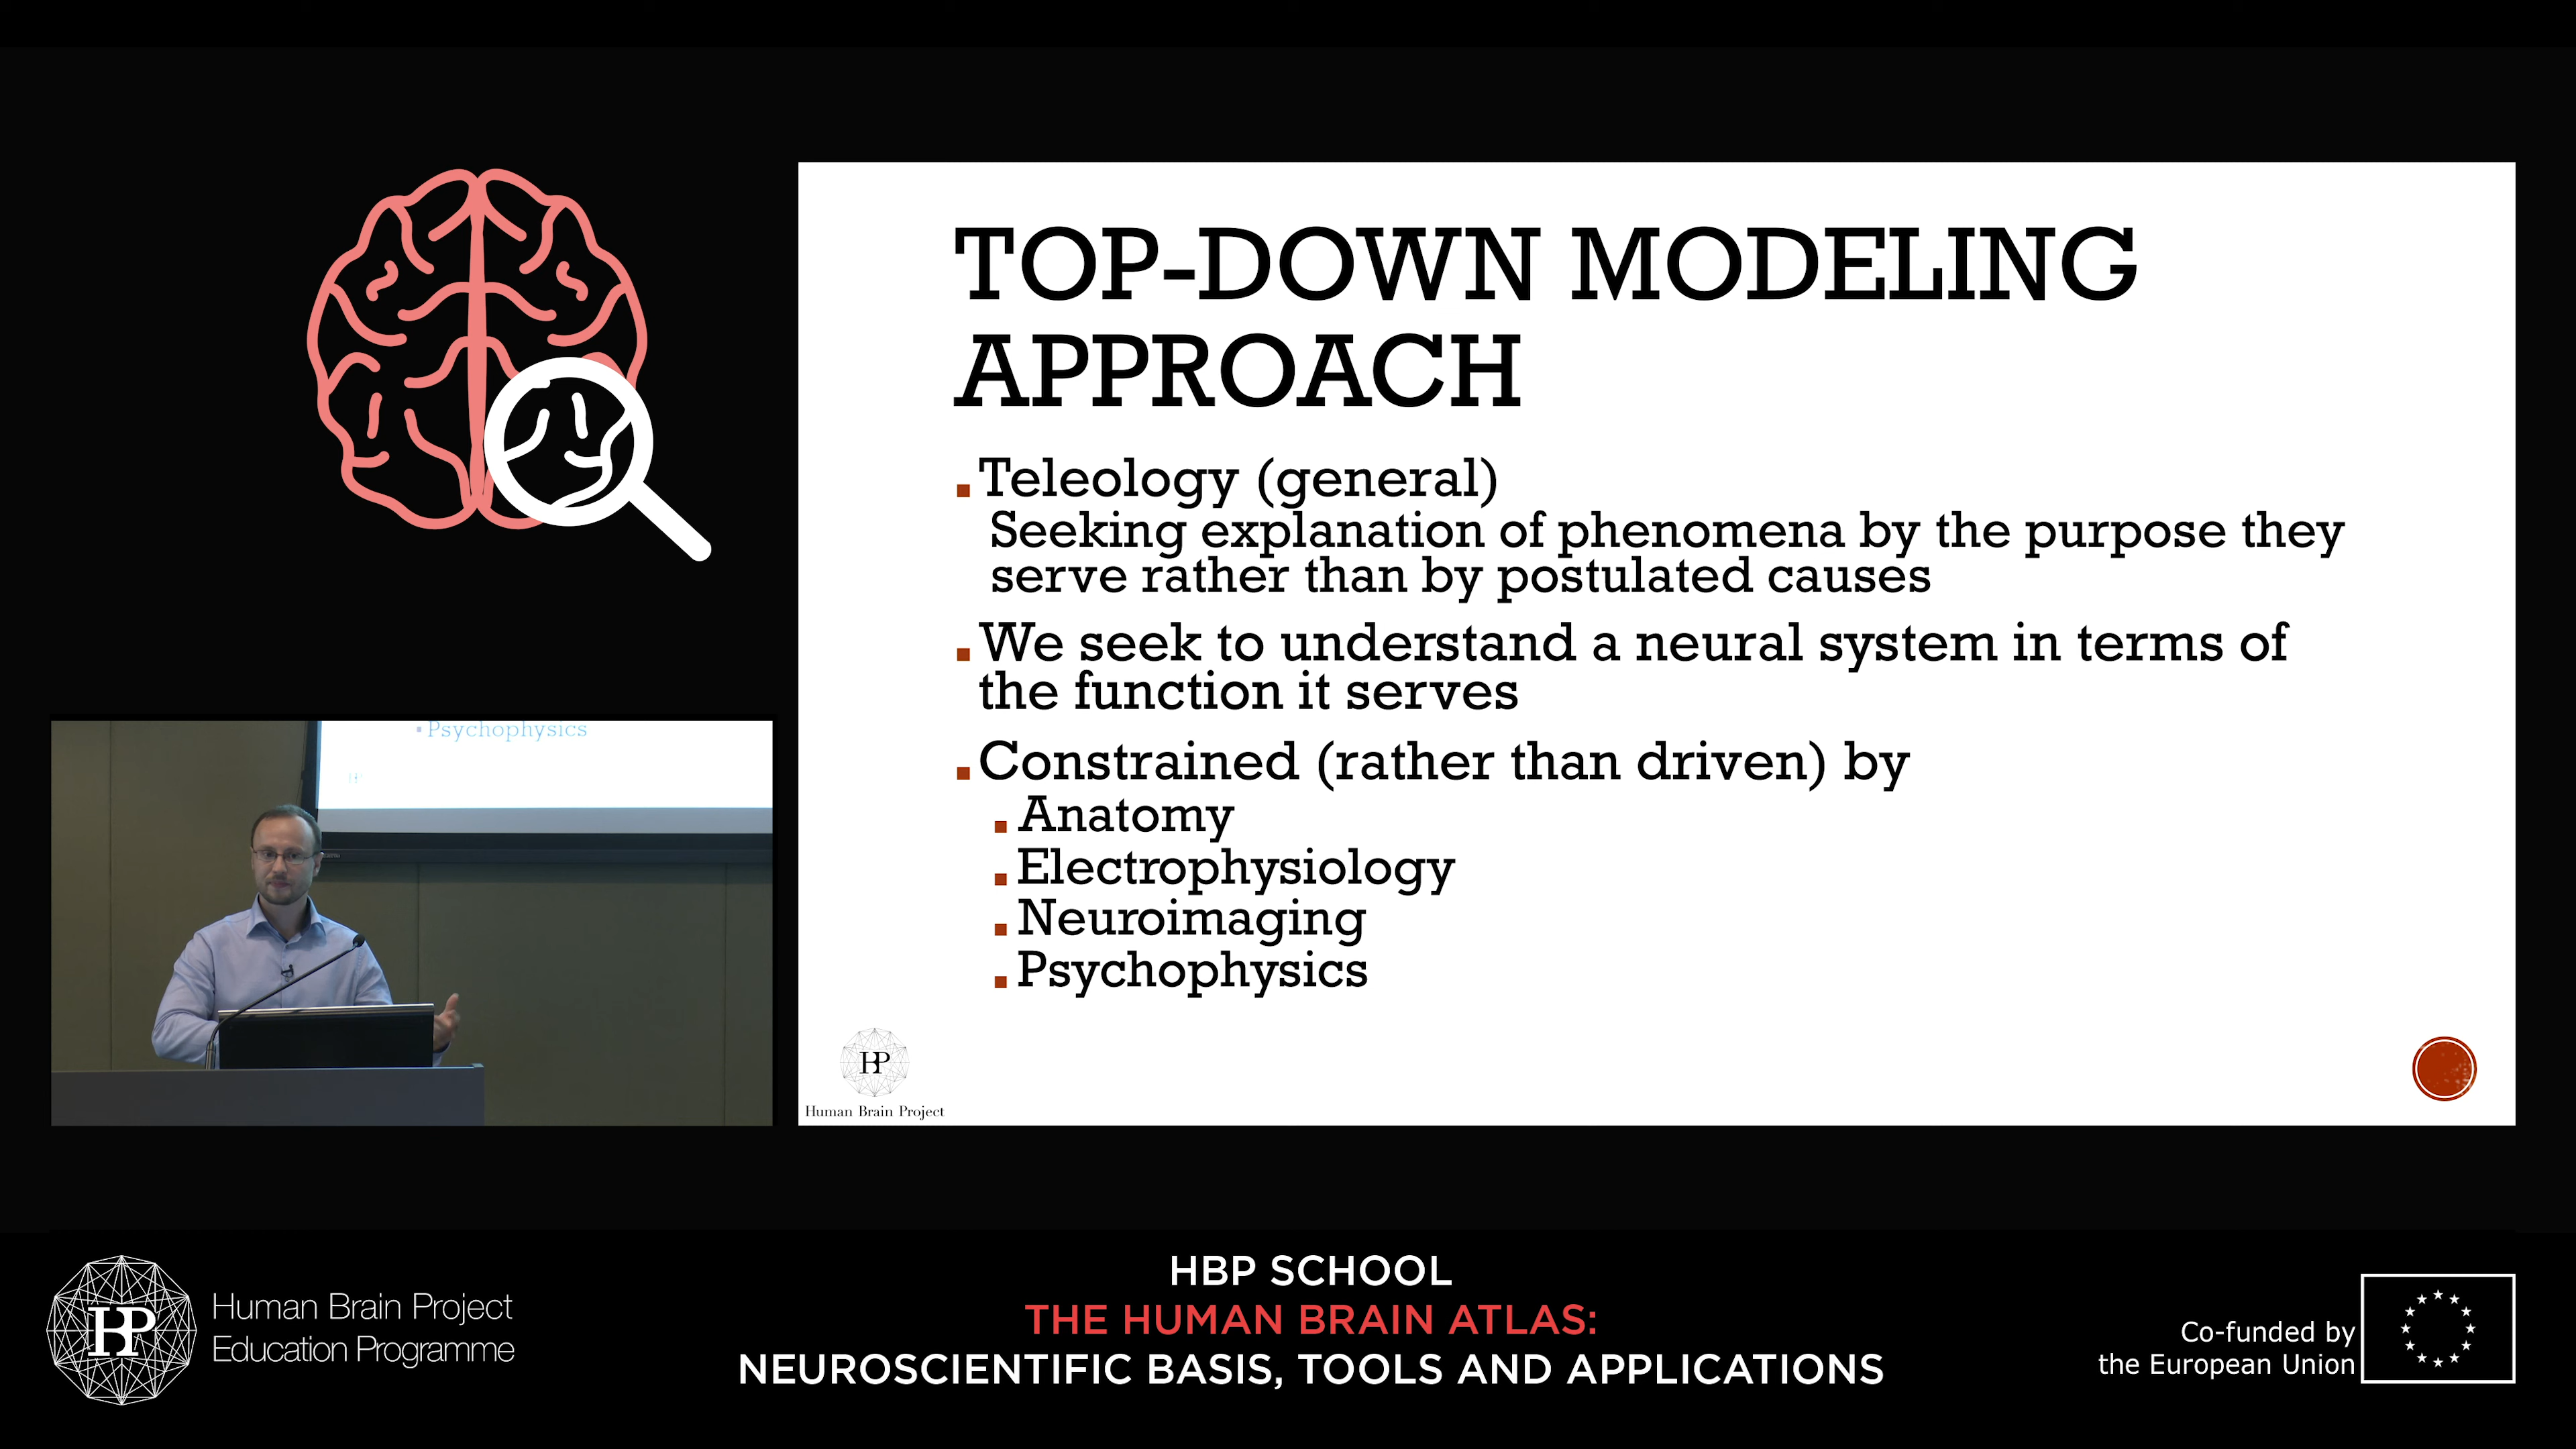 TOP-DOWN MODELING
APPROACH
▪ Teleology (general)
Seeking explanation of phenomena by the purpose they
serve rather than by postulated causes
▪ We seek to understand a neural system in terms of
the function it serves
▪ Constrained (rather than driven) by
▪ Anatomy
▪ Electrophysiology
▪ Neuroimaging
▪ Psychophysics
HBP
Human Brain Project
▪ Psychophysics
HBP
Human Brain Project
Education Programme
HBP SCHOOL
THE HUMAN BRAIN ATLAS:
NEUROSCIENTIFIC BASIS, TOOLS AND APPLICATIONS
Co-funded by
the European Union